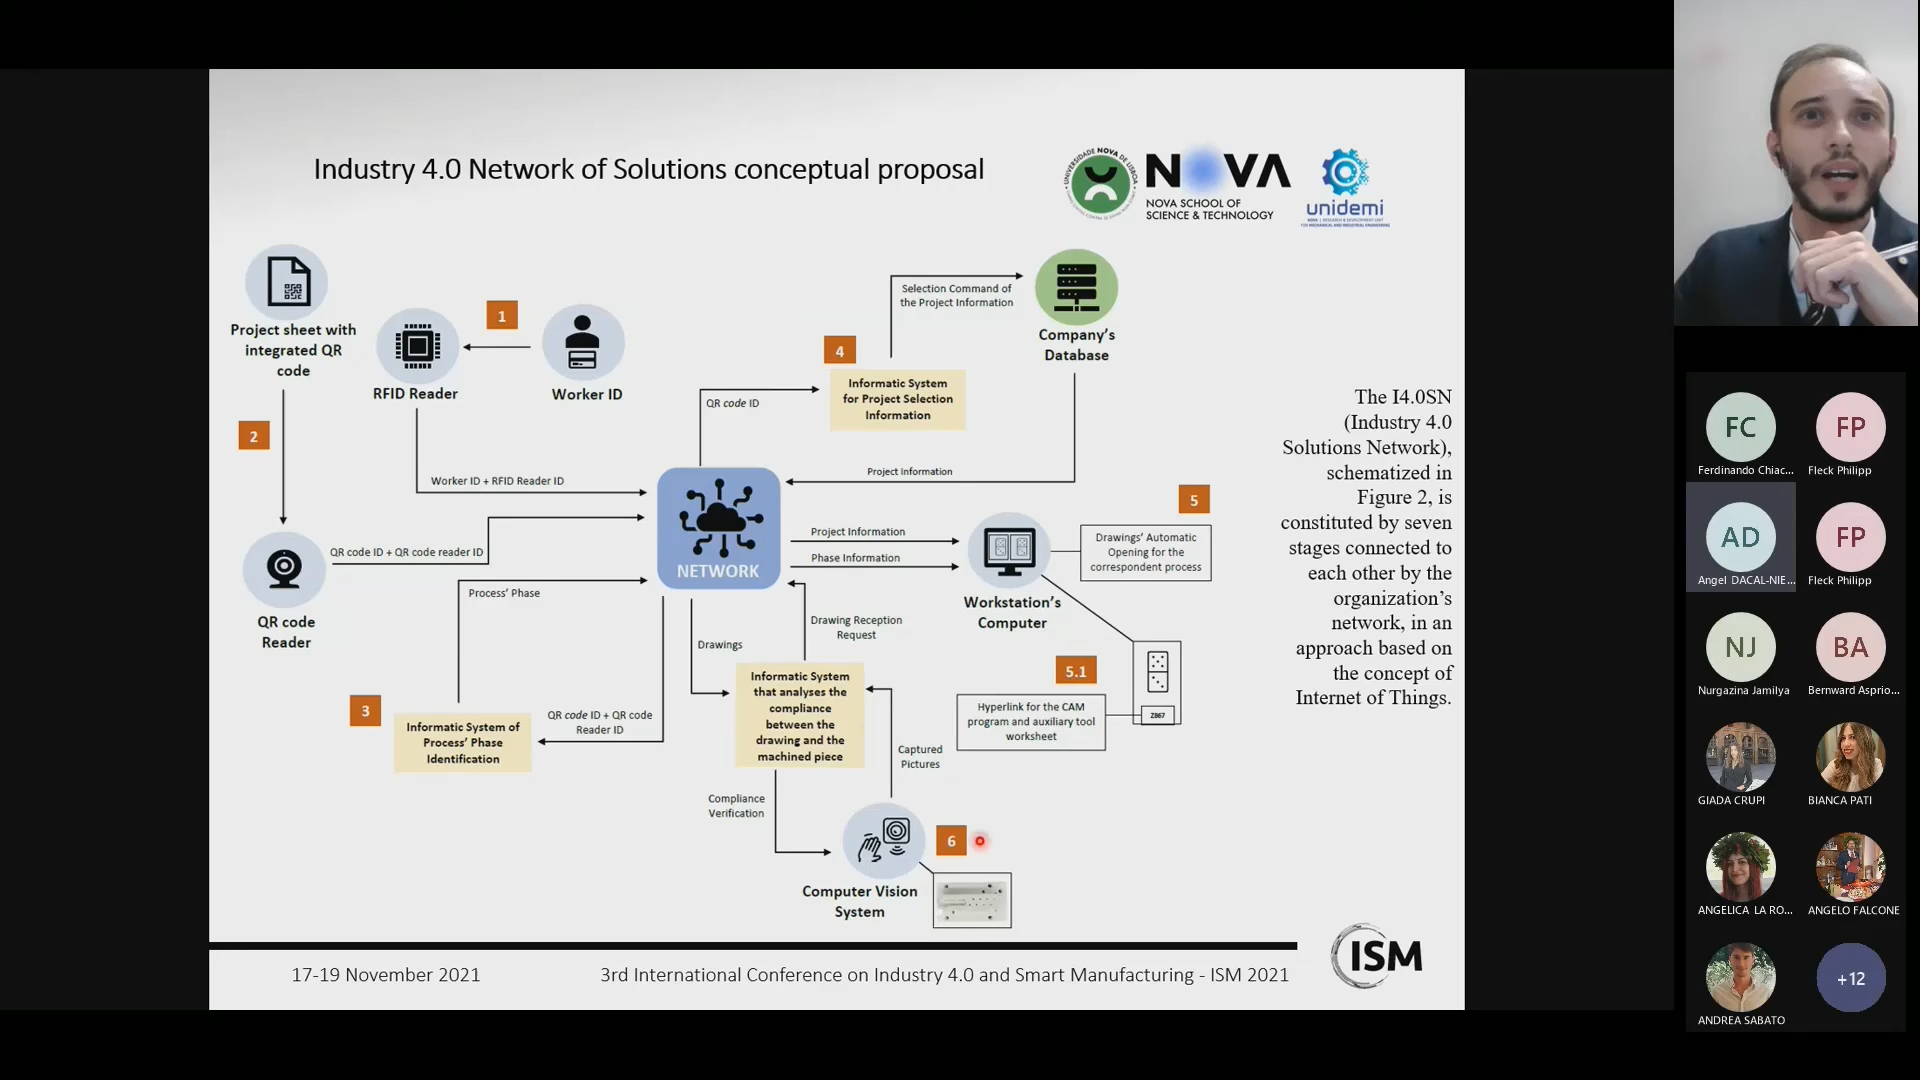 Industry 4.0 Network of Solutions conceptual proposal
UNIVERSIDADE NOVA DE LISBOA
NOVA
NOVA SCHOOL OF
SCIENCE & TECHNOLOGY
unidemi
Project sheet with
integrated QR
code
1
RFID Reader
Worker ID
2
Worker ID + RFID Reader ID
QR code ID + QR code reader ID
QR code
Reader
Process' Phase
3
Informatic System of
Process' Phase
Identification
QR code ID + QR code
Reader ID
NETWORK
QR code ID
4
Informatic System
for Project Selection
Information
Selection Command of
the Project Information
Company's
Database
Project Information
Project Information
Phase Information
5
Workstation's
Computer
Drawings' Automatic
Opening for the
correspondent process
5.1
Hyperlink for the CAM
program and auxiliary tool
worksheet
Z867
Drawings
Drawing Reception
Request
Informatic System
that analyses the
compliance
between the
drawing and the
machined piece
Captured
Pictures
Compliance
Verification
6
Computer Vision
System
The I4.0SN
(Industry 4.0
Solutions Network),
schematized in
Figure 2, is
constituted by seven
stages connected to
each other by the
organization's
network, in an
approach based on
the concept of
Internet of Things.
17-19 November 2021
3rd International Conference on Industry 4.0 and Smart Manufacturing - ISM 2021
ISM
FC
Ferdinando Chiac...
FP
Fleck Philipp
AD
Angel DACAL-NIE...
FP
Fleck Philipp
NJ
Nurgazina Jamilya
BA
Bernward Asprio...
GIADA CRUPI
BIANCA PATI
ANGELICA LA RO...
ANGELO FALCONE
ANDREA SABATO
+12